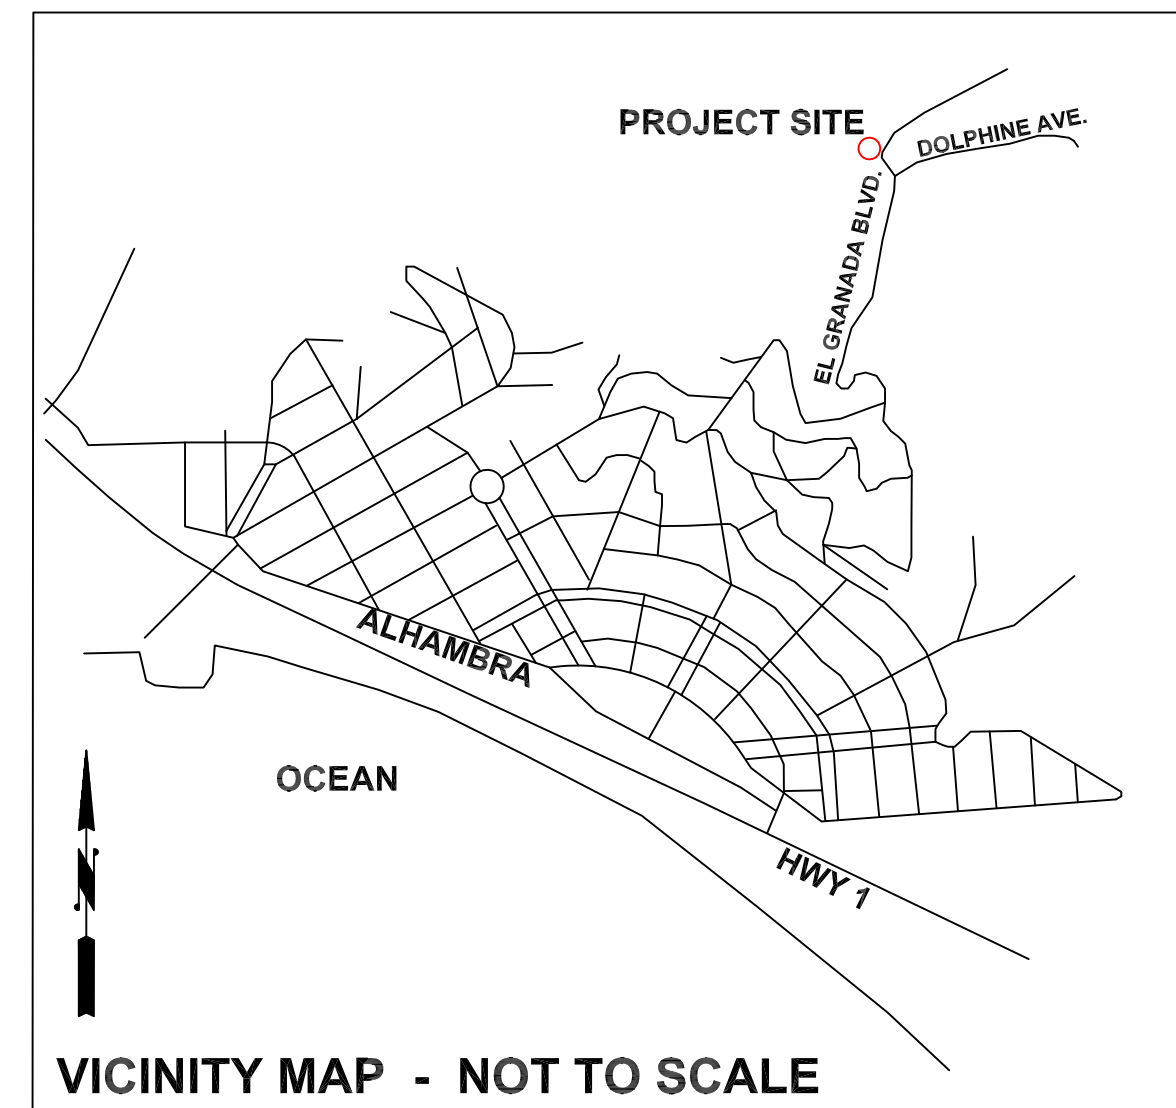 PROJECT SITE
DOLPHINE AVE.
EL GRANADA BLVD.
ALHAMBRA
OCEAN
HWY 1
N
VICINITY MAP - NOT TO SCALE